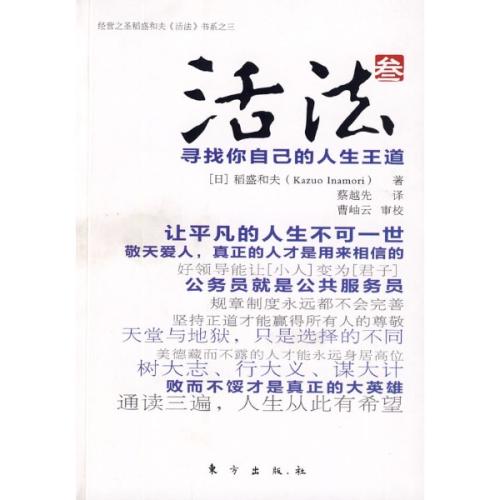 经营之圣稻盛和夫《活法》书系之三
活法 叁
寻找你自己的人生王道
［日］稻盛和夫（Kazuo Inamori） 著
蔡越先 译
曹岫云 审校
让平凡的人生不可一世
敬天爱人，真正的人才是用来相信的
好领导能让［小人］变为［君子］
公务员就是公共服务员
规章制度永远都不会完善
坚持正道才能赢得所有人的尊敬
天堂与地狱，只是选择的不同
美德藏而不露的人才能永远身居高位
树大志、行大义、谋大计
败而不馁才是真正的大英雄
通读三遍，人生从此有希望
东方出版社